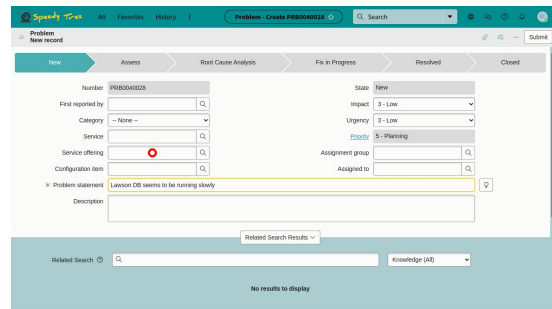 Speedy Tires All Favorites History Problem - Create PRB0040028 Search
Problem
New record
Submit
New Assess Root Cause Analysis Fix in Progress Resolved Closed
Number PRB0040028 State New
First reported by Impact 3 - Low
Category -- None -- Urgency 3 - Low
Service Priority 5 - Planning
Service offering Assignment group
Configuration item Assigned to
Problem statement Lawson DB seems to be running slowly
Description
Related Search Results
Related Search Knowledge (All)
No results to display